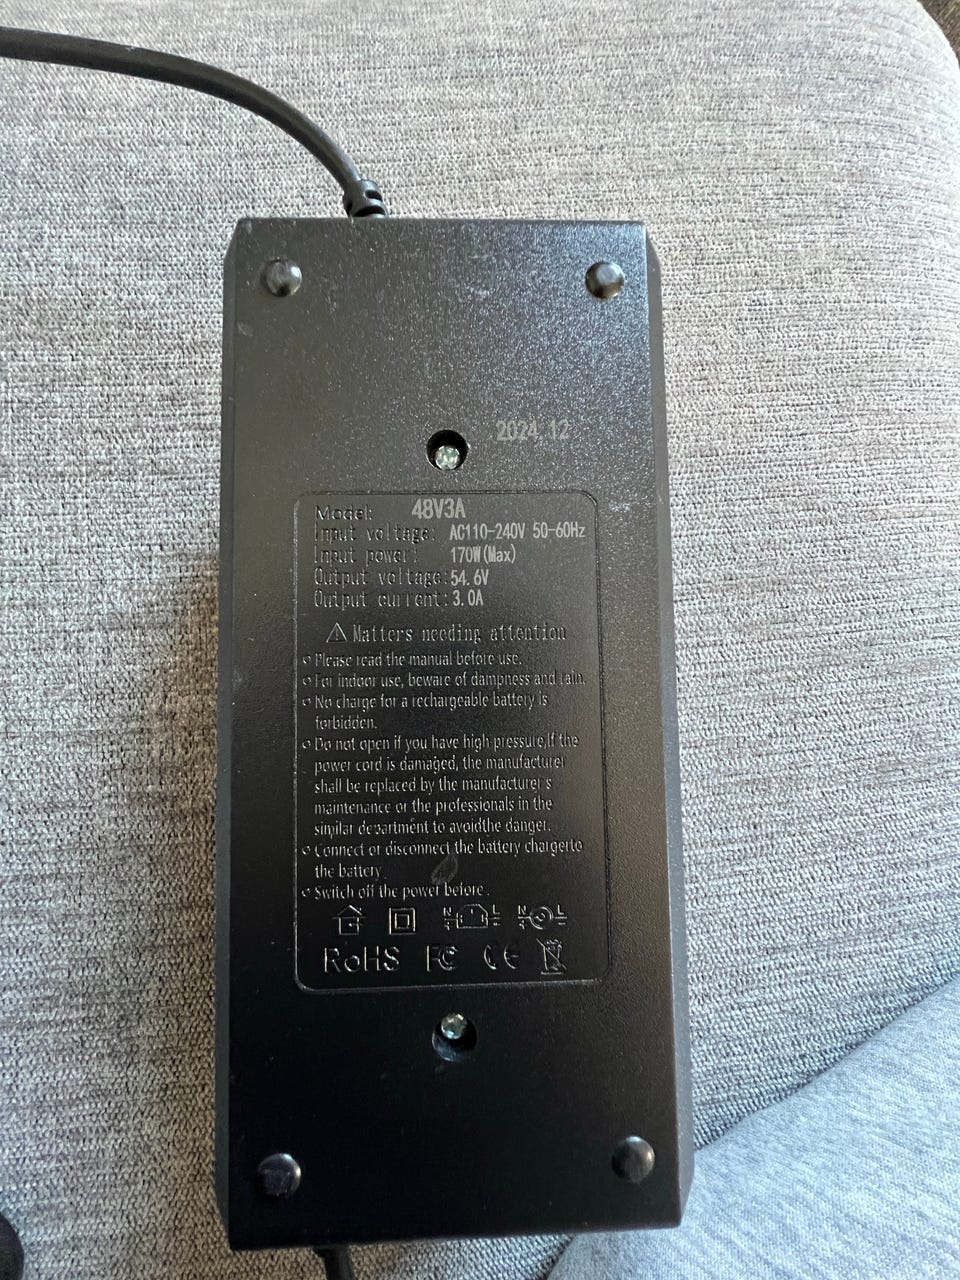 2024.12
Model: 48V3A
Input voltage: AC110-240V 50-60Hz
Input power: 170W(Max)
Output voltage: 54.6V
Output current: 3.0A
⚠ Matters needing attention
Please read the manual before use.
For indoor use, beware of dampness and rain.
No charge for a rechargeable battery is
forbidden.
Do not open if you have high pressure,If the
power cord is damaged, the manufacturer
shall be replaced by the manufacturer's
maintenance or the professionals in the
similar department to avoidthe danger.
Connect or disconnect the battery chargerto
the battery
Switch off the power before.
N L N L
RoHS FC CE